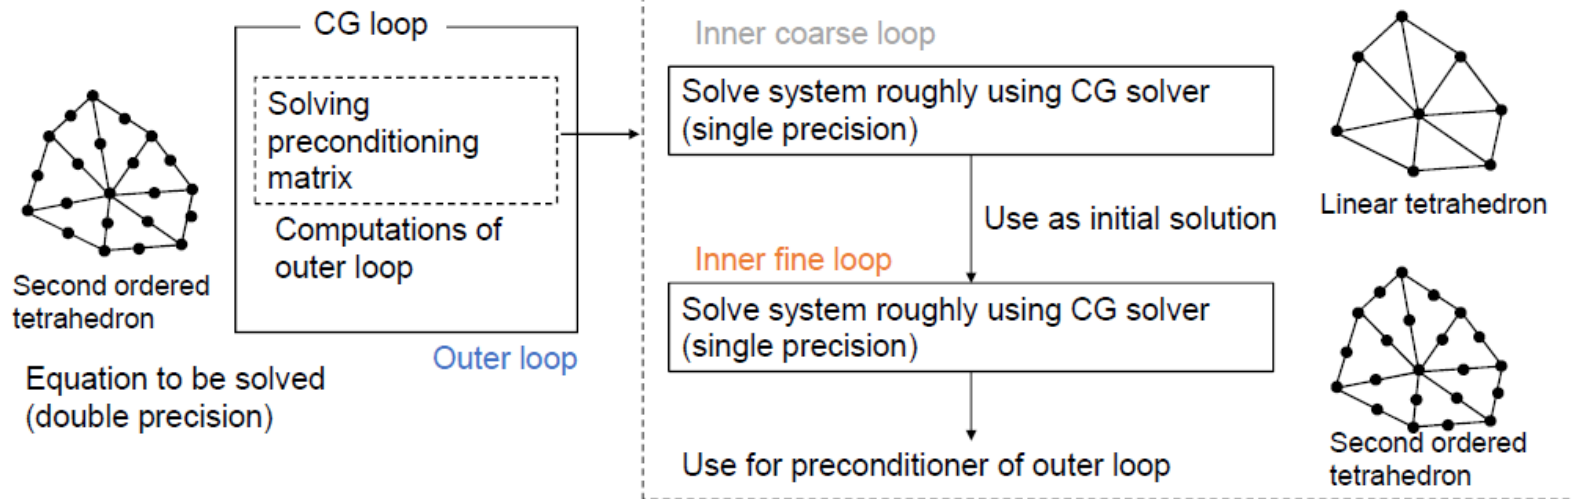 CG loop
Solving
preconditioning
matrix
Computations of
outer loop
Second ordered
tetrahedron
Outer loop
Equation to be solved
(double precision)
Inner coarse loop
Solve system roughly using CG solver
(single precision)
Linear tetrahedron
Use as initial solution
Inner fine loop
Solve system roughly using CG solver
(single precision)
Second ordered
tetrahedron
Use for preconditioner of outer loop